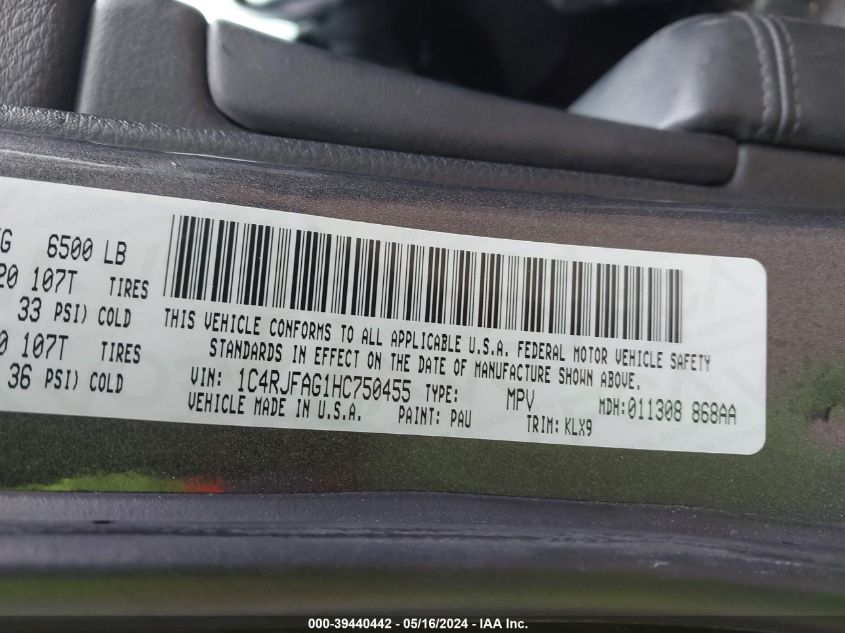 G 6500 LB
20 107T TIRES
33 PSI) COLD
0 107T TIRES
36 PSI) COLD
THIS VEHICLE CONFORMS TO ALL APPLICABLE U.S.A. FEDERAL MOTOR VEHICLE SAFETY
STANDARDS IN EFFECT ON THE DATE OF MANUFACTURE SHOWN ABOVE.
VIN: 1C4RJFAG1HC750455 TYPE: MPV MDH:011308 868AA
VEHICLE MADE IN U.S.A. PAINT: PAU TRIM: KLX9
000-39440442 - 05/16/2024 - IAA Inc.